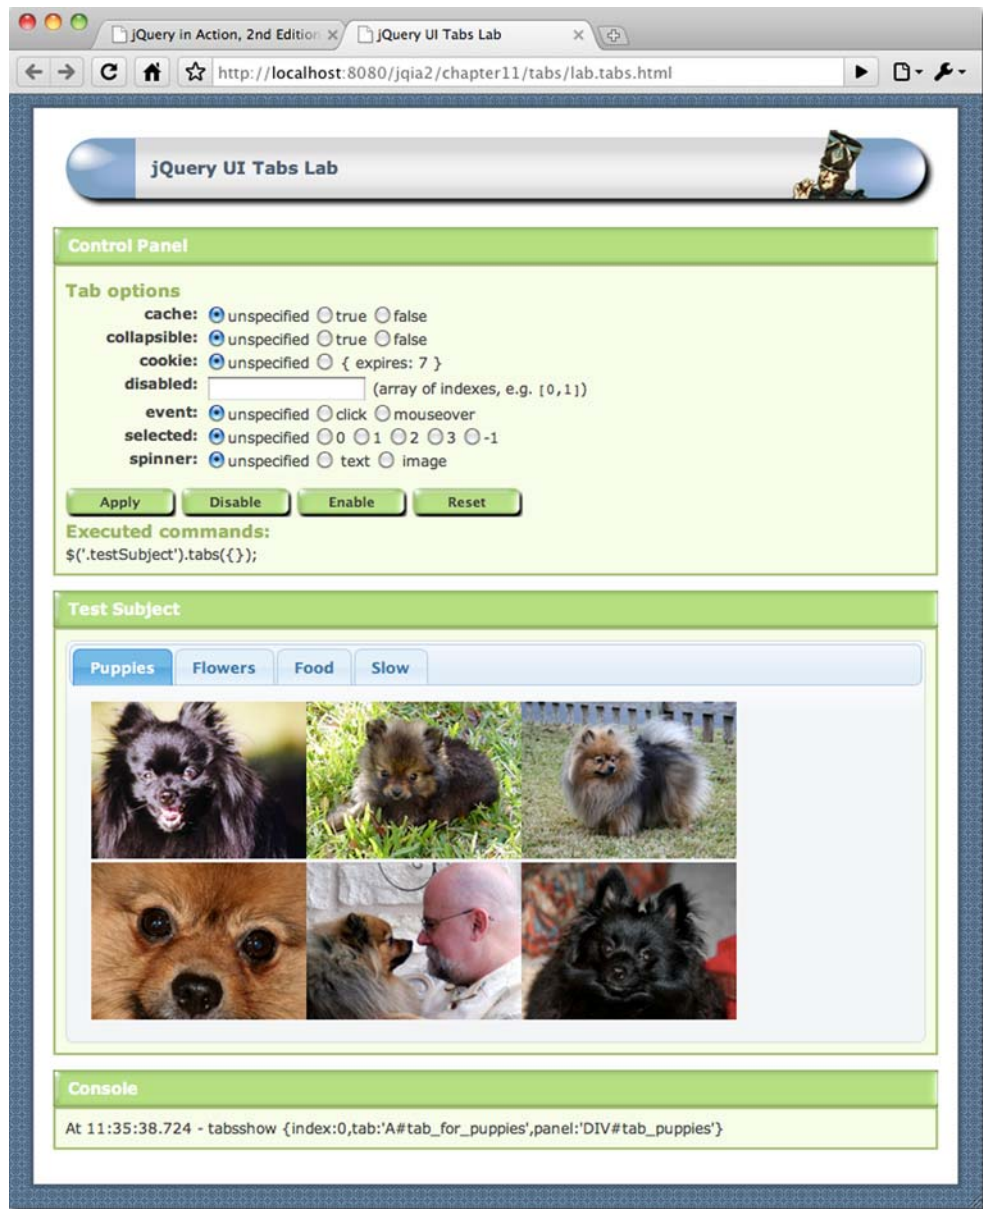 jQuery in Action, 2nd Edition
jQuery UI Tabs Lab
http://localhost:8080/jqia2/chapter11/tabs/lab.tabs.html
jQuery UI Tabs Lab
Control Panel
Tab options
cache: unspecified true false
collapsible: unspecified true false
cookie: unspecified { expires: 7 }
disabled: (array of indexes, e.g. [0,1])
event: unspecified click mouseover
selected: unspecified 0 1 2 3 -1
spinner: unspecified text image
Apply Disable Enable Reset
Executed commands:
$('.testSubject').tabs({});
Test Subject
Puppies Flowers Food Slow
Console
At 11:35:38.724 - tabsshow {index:0,tab:'A#tab_for_puppies',panel:'DIV#tab_puppies'}